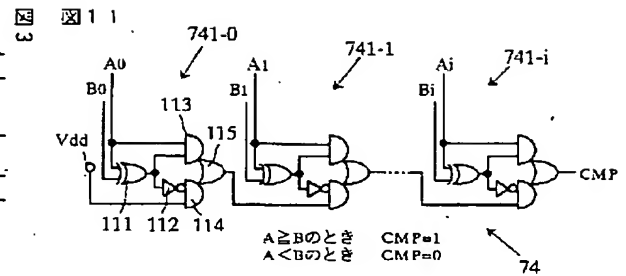 図 図11
3
741-0
A0
B0
113
115
Vdd
111
112
114
741-1
A1
B1
741-i
Ai
Bi
CMP
A≧Bのとき CMP=1
A<Bのとき CMP=0
74